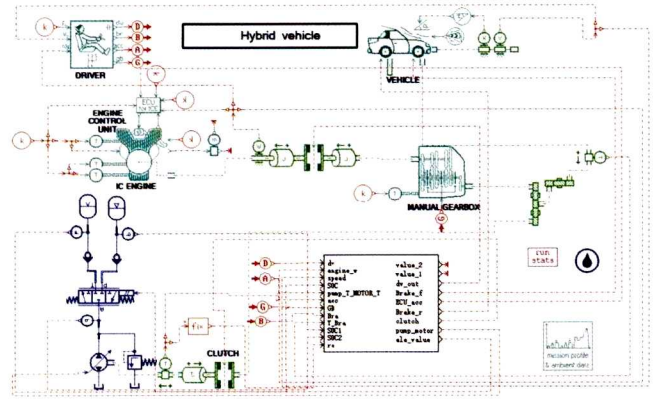 Hybrid vehicle
DRIVER
D
B
A
G
VEHICLE
ECU
ENGINE
CONTROL
UNIT
IC ENGINE
k
k
k
MANUAL GEARBOX
G
run
stats
D
A
G
B
dv
engine_w
speed
SOC
pump_T_MOTOR_T
acc
GB
Bra
T_Bra
SOC1
SOC2
rs
value_2
value_1
dv_out
Brake_f
ECU_acc
Brake_r
clutch
pump_motor
ele_value
f(x)
CLUTCH
mission profile
& ambient data